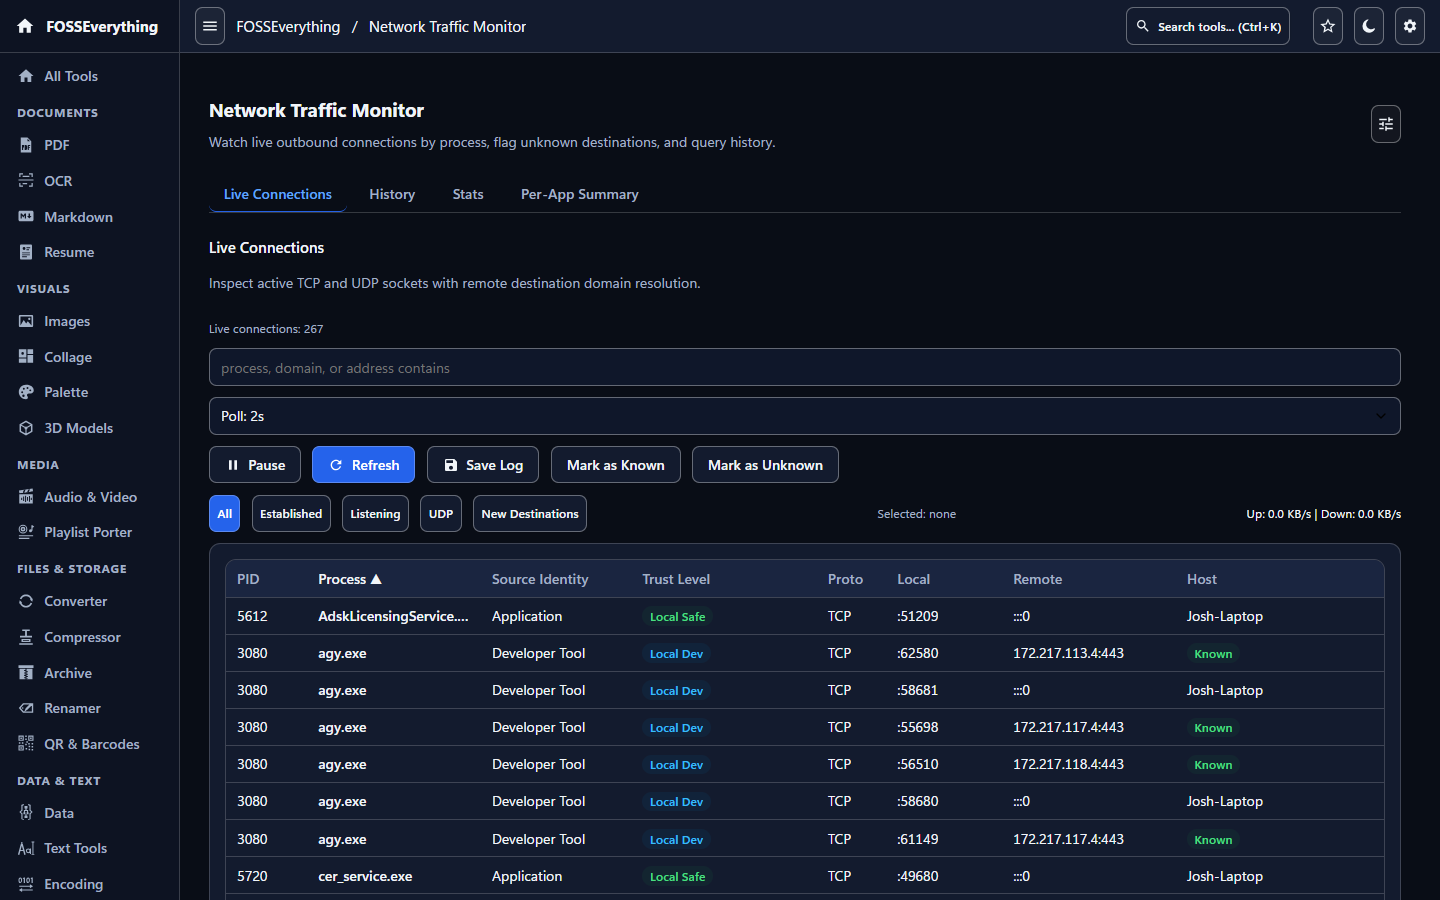 FOSSEverything
FOSSEverything / Network Traffic Monitor
Search tools... (Ctrl+K)
All Tools
DOCUMENTS
PDF
OCR
Markdown
Resume
VISUALS
Images
Collage
Palette
3D Models
MEDIA
Audio & Video
Playlist Porter
FILES & STORAGE
Converter
Compressor
Archive
Renamer
QR & Barcodes
DATA & TEXT
Data
Text Tools
Encoding
Network Traffic Monitor
Watch live outbound connections by process, flag unknown destinations, and query history.
Live Connections History Stats Per-App Summary
Live Connections
Inspect active TCP and UDP sockets with remote destination domain resolution.
Live connections: 267
process, domain, or address contains
Poll: 2s
Pause Refresh Save Log Mark as Known Mark as Unknown
All Established Listening UDP New Destinations Selected: none Up: 0.0 KB/s | Down: 0.0 KB/s
PID Process ▲ Source Identity Trust Level Proto Local Remote Host
5612 AdskLicensingService.... Application Local Safe TCP :51209 :::0 Josh-Laptop
3080 agy.exe Developer Tool Local Dev TCP :62580 172.217.113.4:443 Known
3080 agy.exe Developer Tool Local Dev TCP :58681 :::0 Josh-Laptop
3080 agy.exe Developer Tool Local Dev TCP :55698 172.217.117.4:443 Known
3080 agy.exe Developer Tool Local Dev TCP :56510 172.217.118.4:443 Known
3080 agy.exe Developer Tool Local Dev TCP :58680 :::0 Josh-Laptop
3080 agy.exe Developer Tool Local Dev TCP :61149 172.217.117.4:443 Known
5720 cer_service.exe Application Local Safe TCP :49680 :::0 Josh-Laptop